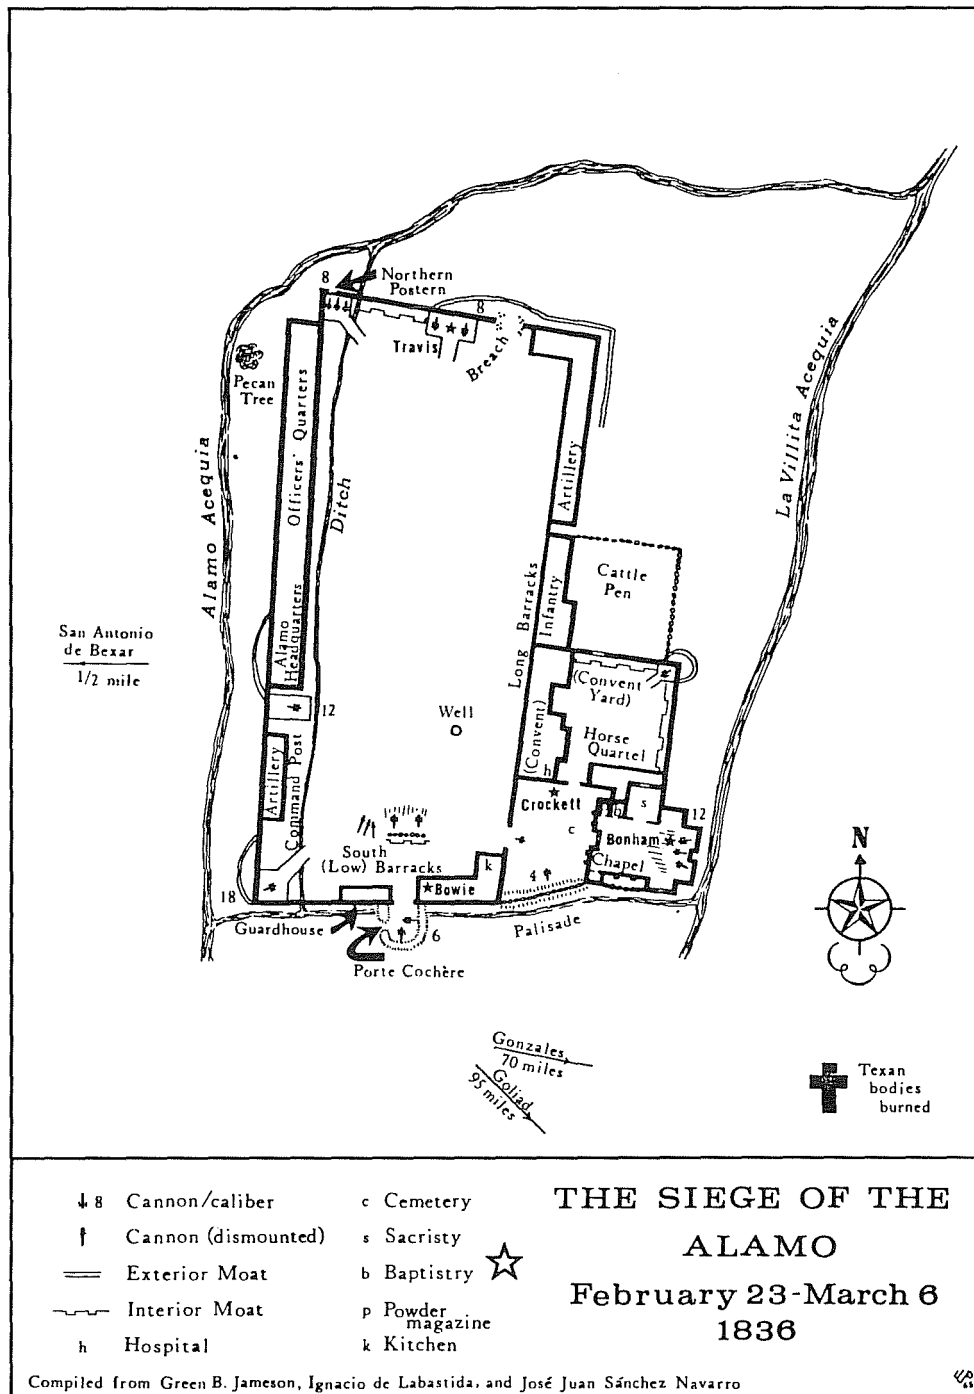 8
Northern
Postern
8
Travis
Breach
Pecan
Tree
Officers' Quarters
Ditch
Alamo Acequia
La Villita Acequia
Artillery
Cattle
Pen
Infantry
Long Barracks
San Antonio
de Bexar
1/2 mile
Alamo
Headquarters
(Convent
Yard)
12
Well
(Convent)
Horse
Quartel
Artillery
Command Post
h
Crockett
b
s
12
c
Bonham
Chapel
South
(Low) Barracks
k
4
Bowie
18
Guardhouse
6
Palisade
Porte Cochère
N
Gonzales
70 miles
Goliad
95 miles
Texan
bodies
burned
8 Cannon/caliber
Cannon (dismounted)
Exterior Moat
Interior Moat
h Hospital
c Cemetery
s Sacristy
b Baptistry
p Powder
magazine
k Kitchen
THE SIEGE OF THE
ALAMO
February 23-March 6
1836
Compiled from Green B. Jameson, Ignacio de Labastida, and José Juan Sánchez Navarro